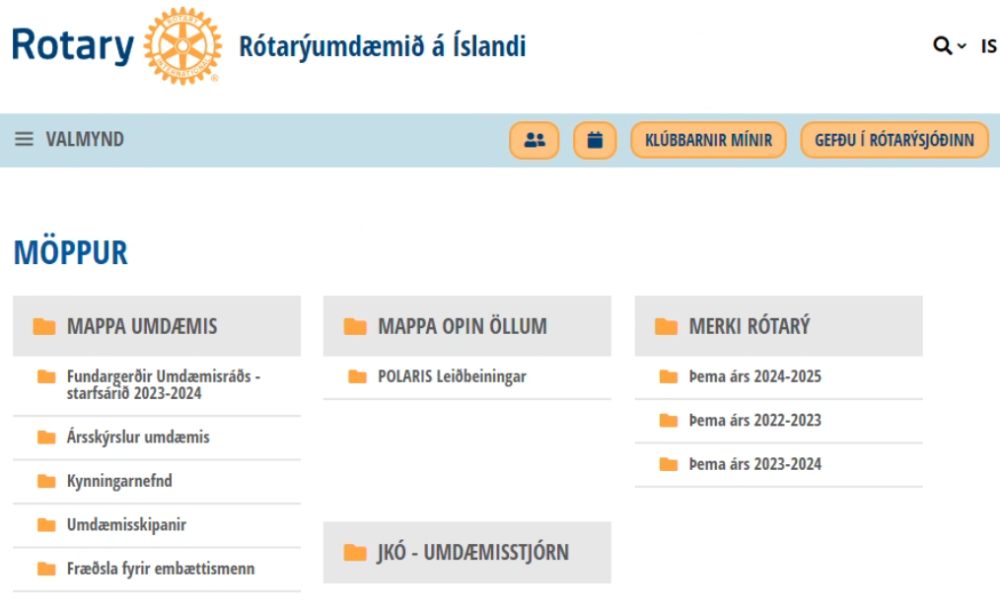 Rotary
ROTARY
INTERNATIONAL
Rótarýumdæmið á Íslandi
IS
VALMYND
KLÚBBARNIR MÍNIR
GEFÐU Í RÓTARÝSJÓÐINN
MÖPPUR
MAPPA UMDÆMIS
Fundargerðir Umdæmisráðs -
starfsárið 2023-2024
Ársskýrslur umdæmis
Kynningarnefnd
Umdæmisskipanir
Fræðsla fyrir embættismenn
MAPPA OPIN ÖLLUM
POLARIS Leiðbeiningar
JKÓ - UMDÆMISSTJÓRN
MERKI RÓTARÝ
Þema árs 2024-2025
Þema árs 2022-2023
Þema árs 2023-2024